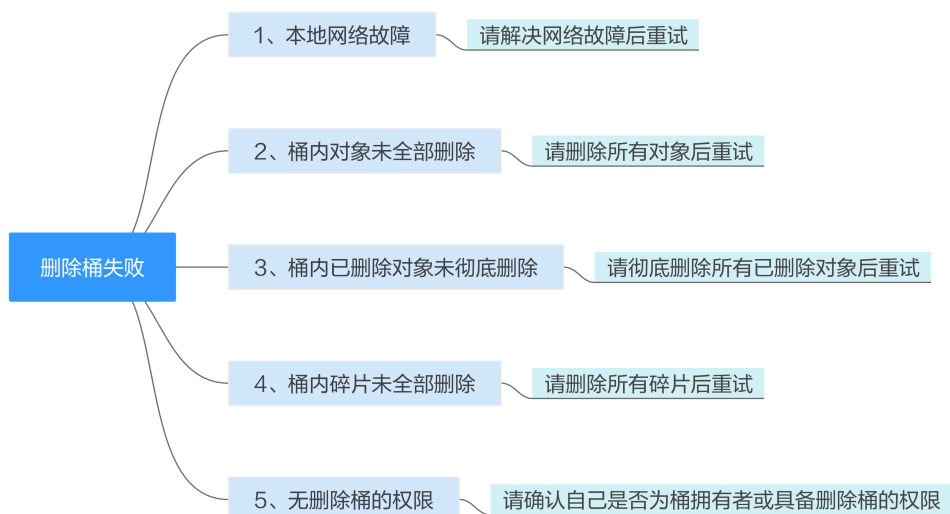 删除桶失败
1、本地网络故障
请解决网络故障后重试
2、桶内对象未全部删除
请删除所有对象后重试
3、桶内已删除对象未彻底删除
请彻底删除所有已删除对象后重试
4、桶内碎片未全部删除
请删除所有碎片后重试
5、无删除桶的权限
请确认自己是否为桶拥有者或具备删除桶的权限